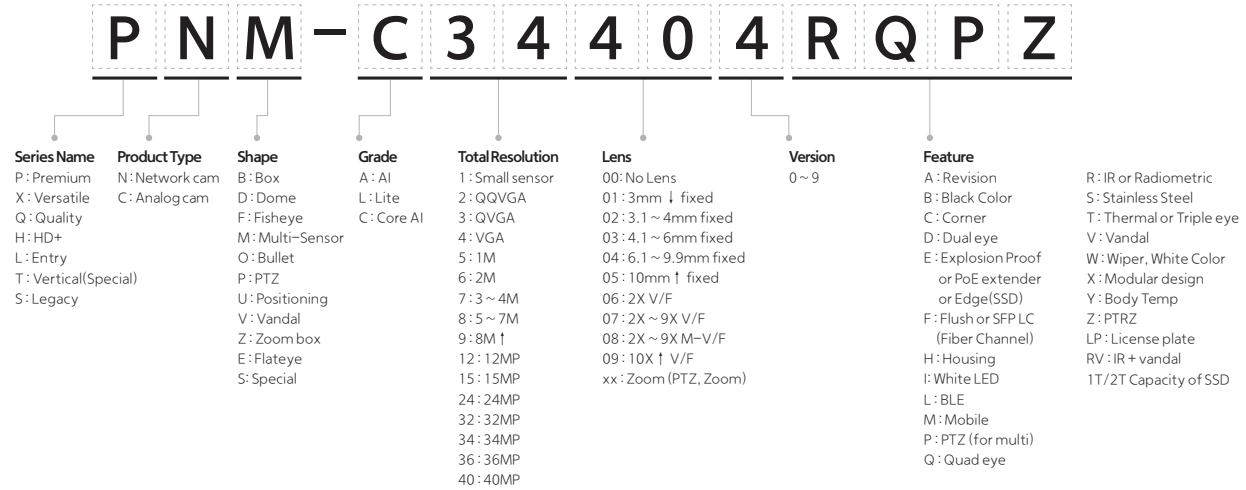 PNM-C34404RQPZ
Series Name
P : Premium
X : Versatile
Q : Quality
H : HD+
L : Entry
T : Vertical(Special)
S : Legacy
Product Type
N : Network cam
C : Analog cam
Shape
B : Box
D : Dome
F : Fisheye
M : Multi-Sensor
O : Bullet
P : PTZ
U : Positioning
V : Vandal
Z : Zoom box
E : Flateye
S: Special
Grade
A : AI
L : Lite
C : Core AI
Total Resolution
1 : Small sensor
2 : QQVGA
3 : QVGA
4 : VGA
5 : 1M
6 : 2M
7 : 3 ~ 4M
8 : 5 ~ 7M
9 : 8M ↑
12 : 12MP
15 : 15MP
24 : 24MP
32 : 32MP
34 : 34MP
36 : 36MP
40 : 40MP
Lens
00: No Lens
01 : 3mm ↓ fixed
02 : 3.1 ~ 4mm fixed
03 : 4.1 ~ 6mm fixed
04 : 6.1 ~ 9.9mm fixed
05 : 10mm ↑ fixed
06 : 2X V/F
07 : 2X ~ 9X V/F
08 : 2X ~ 9X M-V/F
09 : 10X ↑ V/F
xx : Zoom (PTZ, Zoom)
Version
0 ~ 9
Feature
A : Revision
B : Black Color
C : Corner
D : Dual eye
E : Explosion Proof
or PoE extender
or Edge(SSD)
F : Flush or SFP LC
(Fiber Channel)
H : Housing
I: White LED
L : BLE
M : Mobile
P : PTZ (for multi)
Q : Quad eye
R : IR or Radiometric
S : Stainless Steel
T : Thermal or Triple eye
V : Vandal
W : Wiper, White Color
X : Modular design
Y : Body Temp
Z : PTRZ
LP : License plate
RV : IR + vandal
1T/2T Capacity of SSD